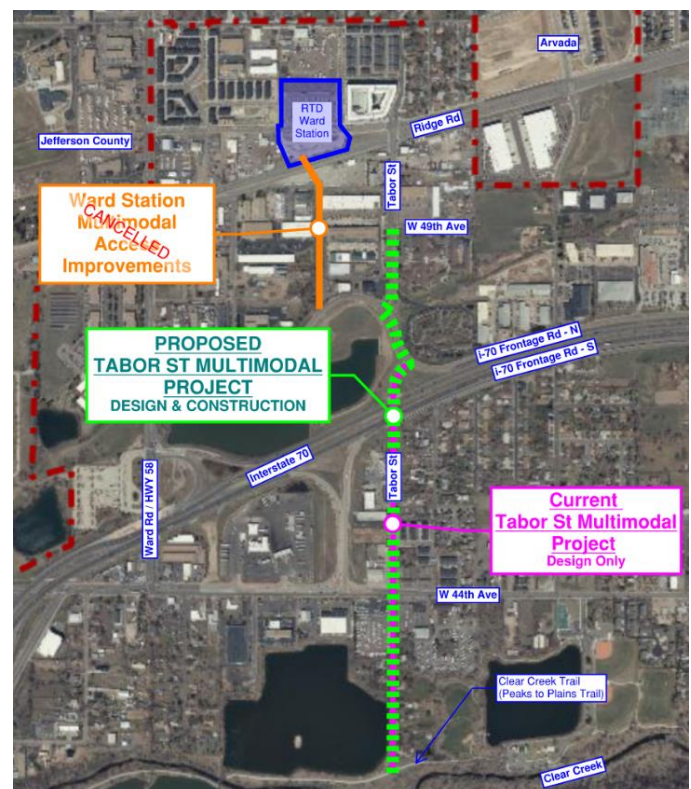 Arvada
RTD
Ward
Station
Ridge Rd
Jefferson County
Tabor St
Ward Station
Multimodal
Access
Improvements
CANCELLED
W 49th Ave
PROPOSED
TABOR ST MULTIMODAL
PROJECT
DESIGN & CONSTRUCTION
i-70 Frontage Rd - N
i-70 Frontage Rd - S
Interstate 70
Tabor St
Ward Rd / HWY 58
Current
Tabor St Multimodal
Project
Design Only
W 44th Ave
Clear Creek Trail
(Peaks to Plains Trail)
Clear Creek